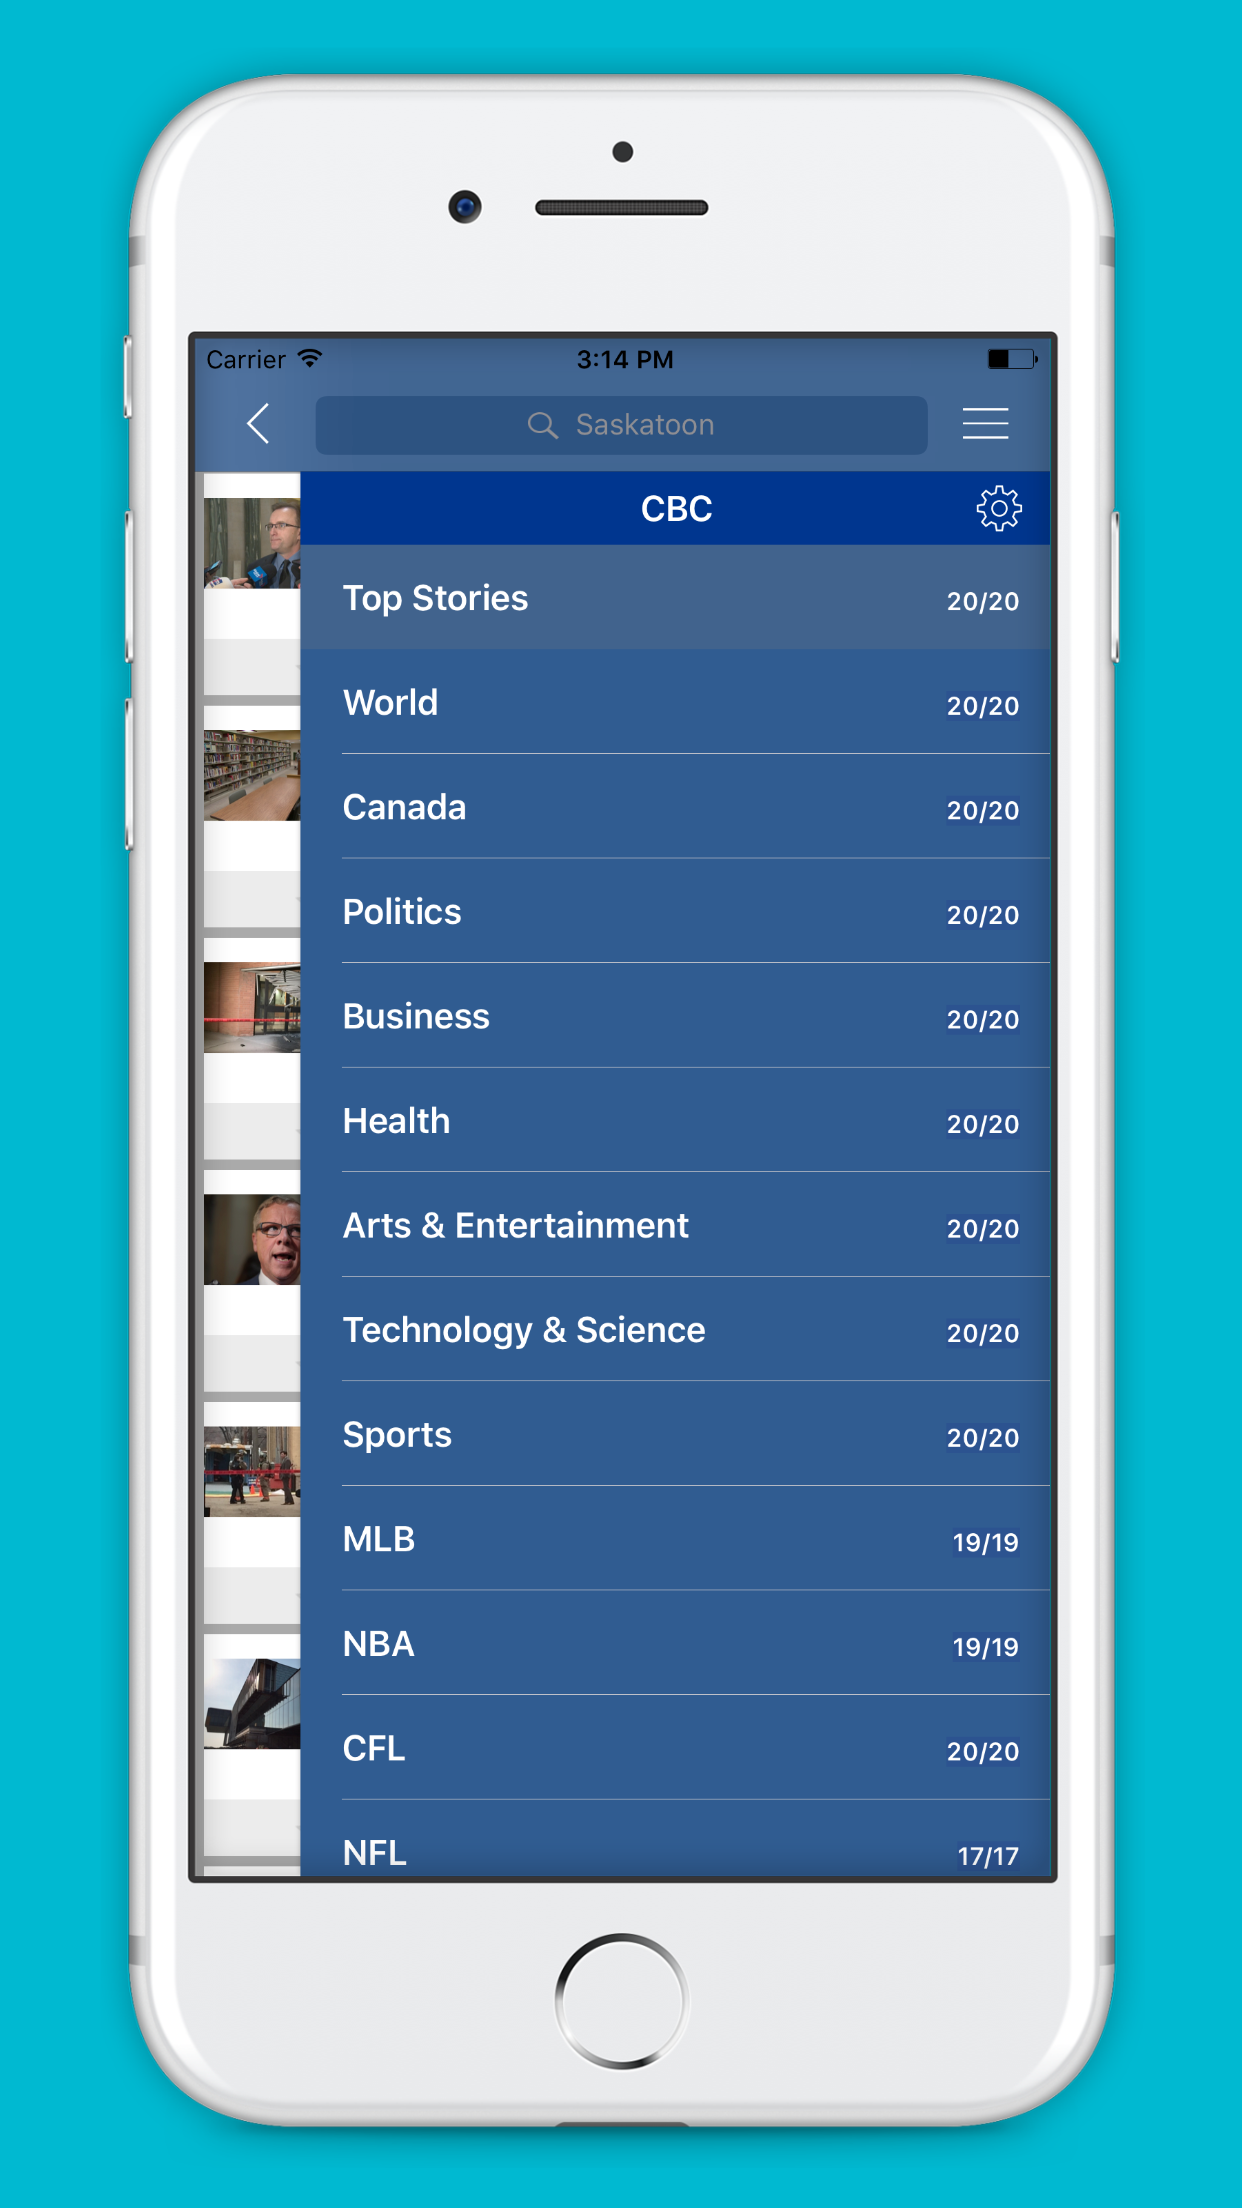 Carrier 3:14 PM
Saskatoon
CBC
Top Stories 20/20
World 20/20
Canada 20/20
Politics 20/20
Business 20/20
Health 20/20
Arts & Entertainment 20/20
Technology & Science 20/20
Sports 20/20
MLB 19/19
NBA 19/19
CFL 20/20
NFL 17/17